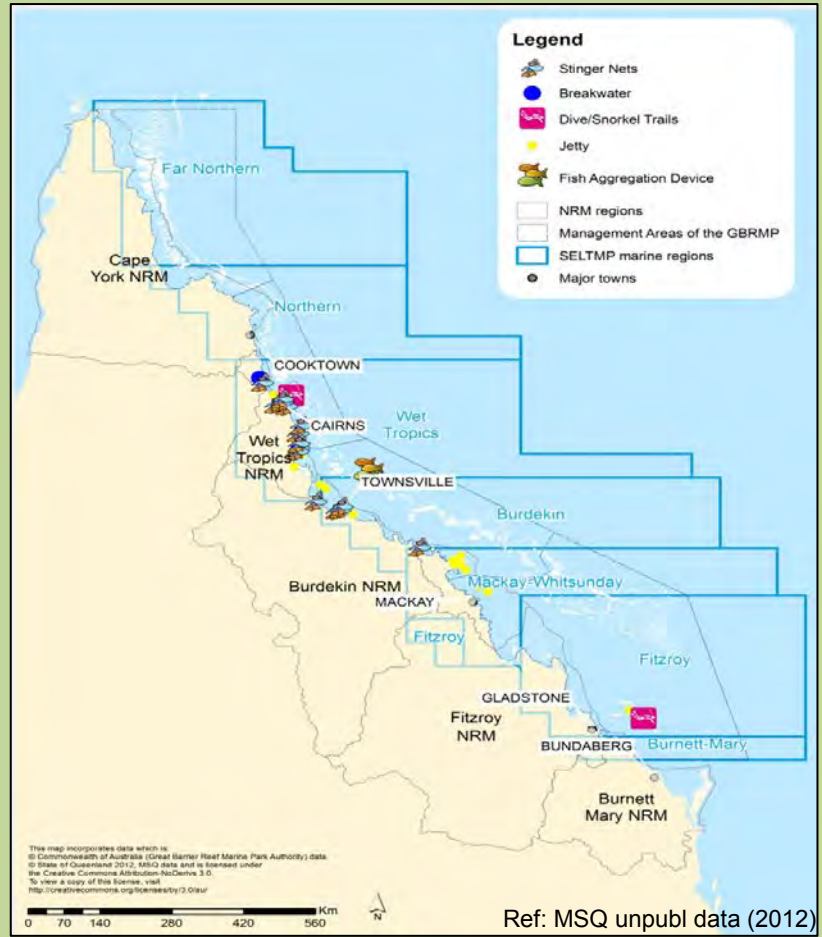 Legend
Stinger Nets
Breakwater
Dive/Snorkel Trails
Jetty
Fish Aggregation Device
NRM regions
Management Areas of the GBRMP
SELTMP marine regions
Major towns
Far Northern
Cape
York NRM
Northern
COOKTOWN
CAIRNS
Wet
Tropics
Wet
Tropics
NRM
TOWNSVILLE
Burdekin
Burdekin NRM
Mackay-Whitsunday
MACKAY
Fitzroy
Fitzroy
GLADSTONE
Fitzroy
NRM
BUNDABERG
Burnett-Mary
Burnett
Mary NRM
This map incorporates data which is:
© Commonwealth of Australia (Great Barrier Reef Marine Park Authority) data
© State of Queensland 2012, MSQ data and is licensed under
the Creative Commons Attribution-NoDerivs 3.0.
To view a copy of this license, visit
http://creativecommons.org/licenses/by/3.0/au/
Km
0 70 140 280 420 560
N
Ref: MSQ unpubl data (2012)